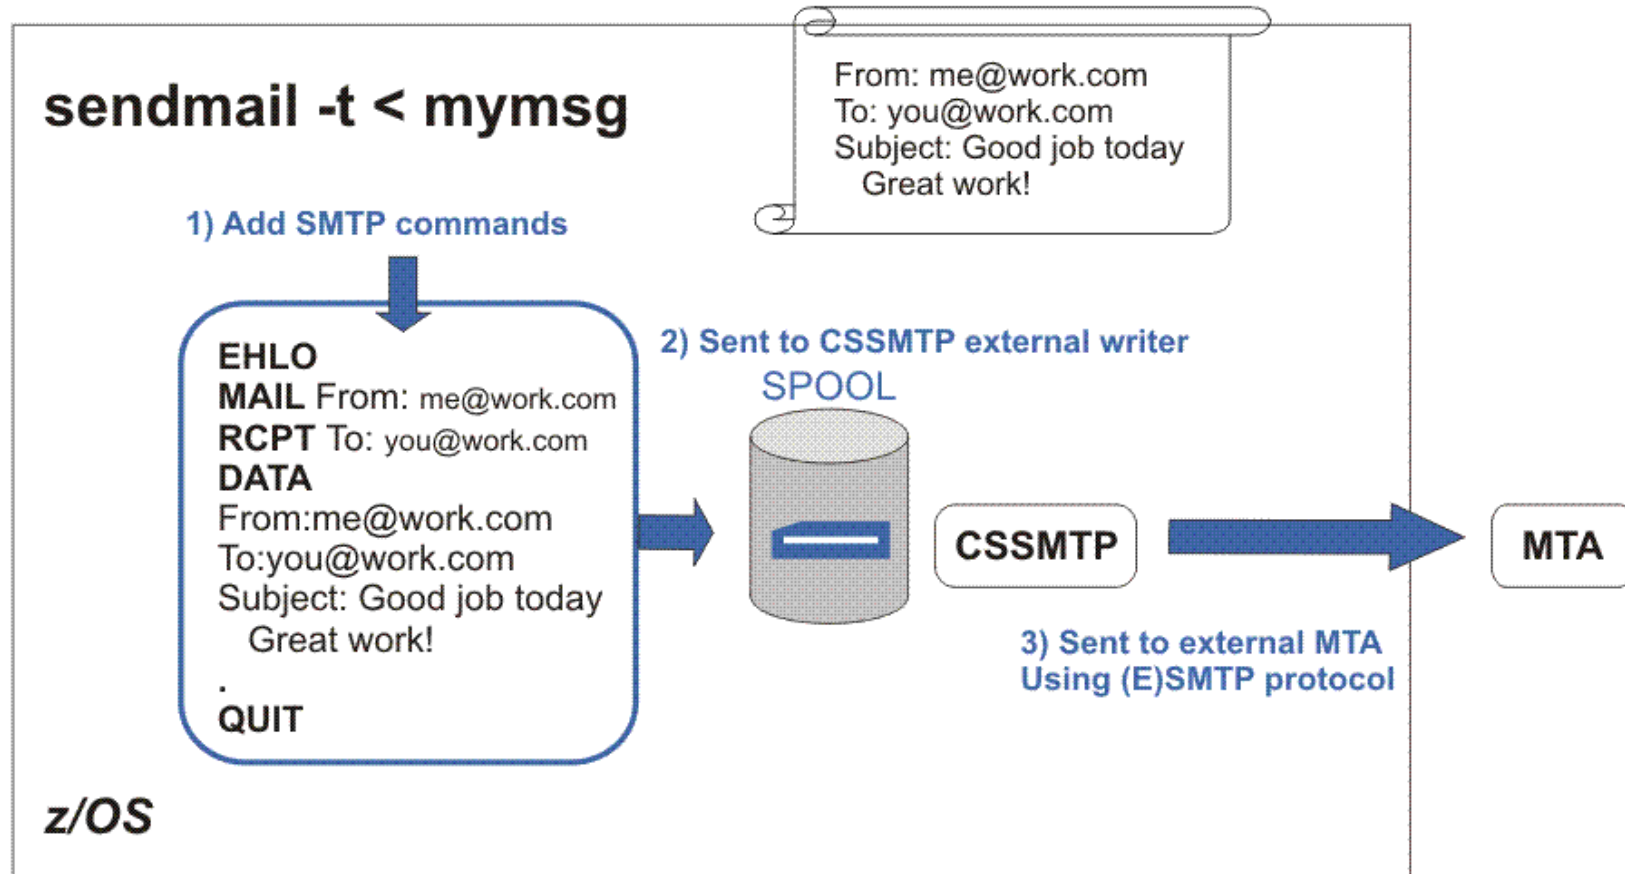 sendmail -t < mymsg
From: me@work.com
To: you@work.com
Subject: Good job today
Great work!
1) Add SMTP commands
EHLO
MAIL From: me@work.com
RCPT To: you@work.com
DATA
From:me@work.com
To:you@work.com
Subject: Good job today
Great work!
.
QUIT
2) Sent to CSSMTP external writer
SPOOL
CSSMTP
MTA
3) Sent to external MTA
Using (E)SMTP protocol
z/OS